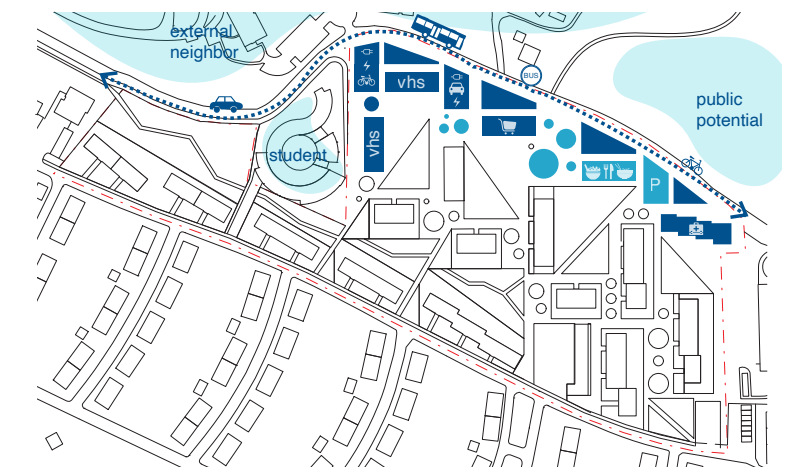 external
neighbor
vhs
BUS
public
potential
vhs
student
P